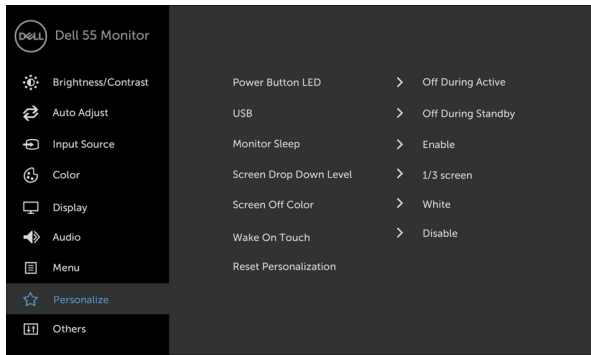 DELL Dell 55 Monitor
Brightness/Contrast
Auto Adjust
Input Source
Color
Display
Audio
Menu
Personalize
Others
Power Button LED > Off During Active
USB > Off During Standby
Monitor Sleep > Enable
Screen Drop Down Level > 1/3 screen
Screen Off Color > White
Wake On Touch > Disable
Reset Personalization